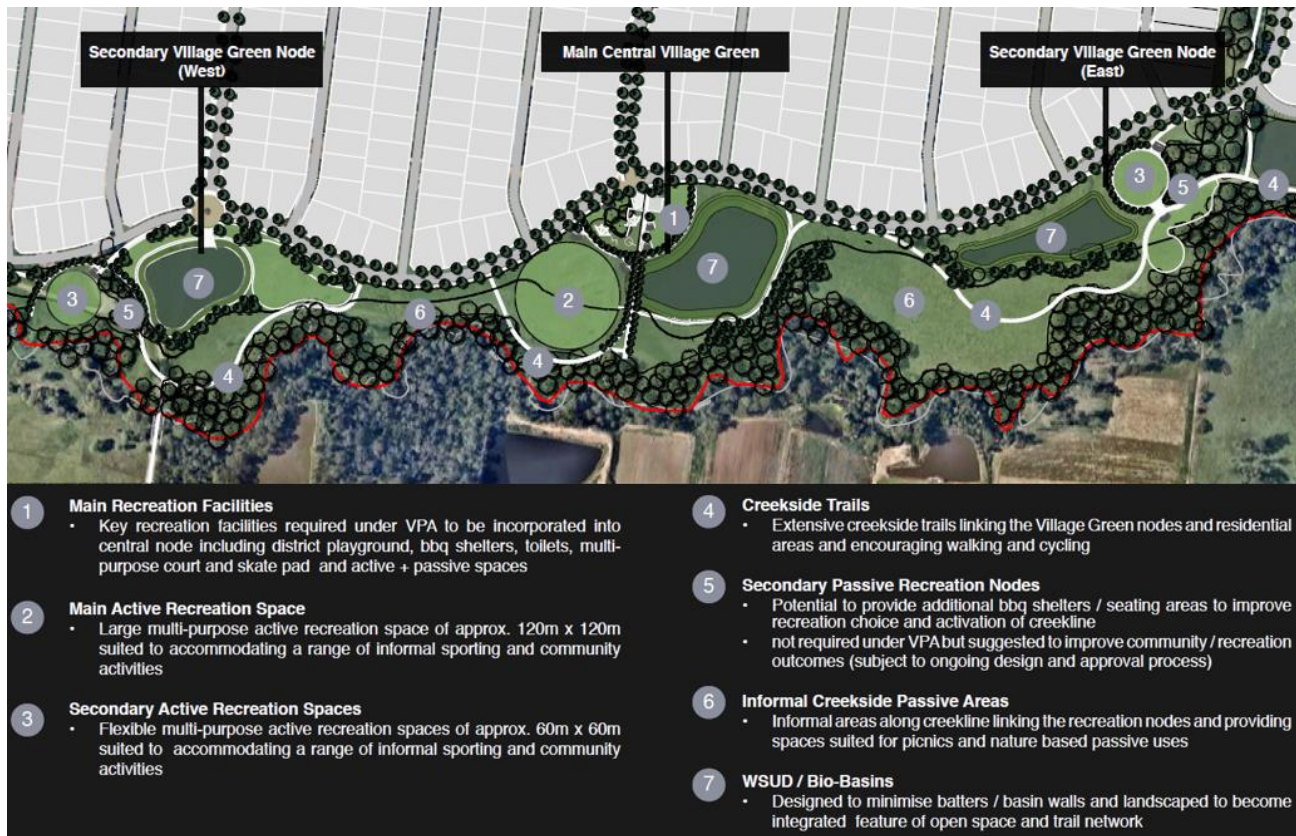 Secondary Village Green Node
(West)
Main Central Village Green
Secondary Village Green Node
(East)
3
5
4
1
7
7
7
3
5
2
6
6
4
4
4
1
Main Recreation Facilities
• Key recreation facilities required under VPA to be incorporated into
central node including district playground, bbq shelters, toilets, multi-
purpose court and skate pad and active + passive spaces
2
Main Active Recreation Space
• Large multi-purpose active recreation space of approx. 120m x 120m
suited to accommodating a range of informal sporting and community
activities
3
Secondary Active Recreation Spaces
• Flexible multi-purpose active recreation spaces of approx. 60m x 60m
suited to accommodating a range of informal sporting and community
activities
4
Creekside Trails
• Extensive creekside trails linking the Village Green nodes and residential
areas and encouraging walking and cycling
5
Secondary Passive Recreation Nodes
• Potential to provide additional bbq shelters / seating areas to improve
recreation choice and activation of creekline
• not required under VPA but suggested to improve community / recreation
outcomes (subject to ongoing design and approval process)
6
Informal Creekside Passive Areas
• Informal areas along creekline linking the recreation nodes and providing
spaces suited for picnics and nature based passive uses
7
WSUD / Bio-Basins
• Designed to minimise batters / basin walls and landscaped to become
integrated feature of open space and trail network